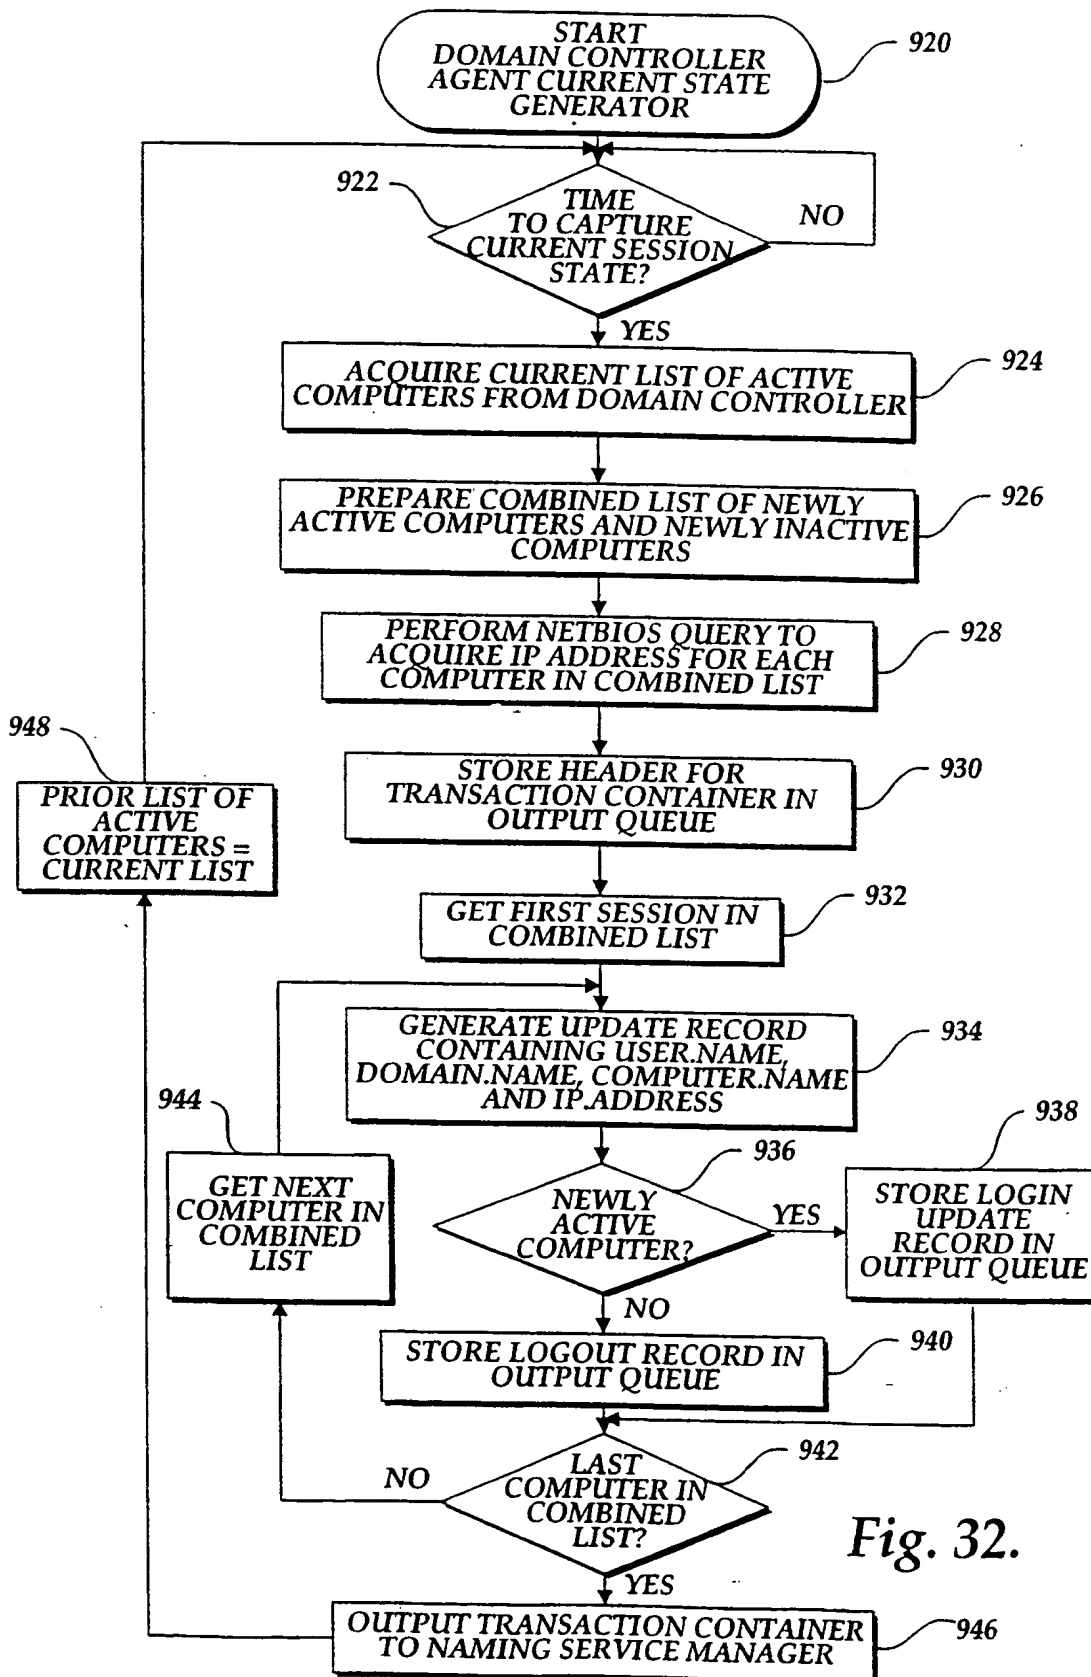 START
DOMAIN CONTROLLER
AGENT CURRENT STATE
GENERATOR
920
922
TIME
TO CAPTURE
CURRENT SESSION
STATE?
NO
YES
ACQUIRE CURRENT LIST OF ACTIVE
COMPUTERS FROM DOMAIN CONTROLLER
924
PREPARE COMBINED LIST OF NEWLY
ACTIVE COMPUTERS AND NEWLY INACTIVE
COMPUTERS
926
PERFORM NETBIOS QUERY TO
ACQUIRE IP ADDRESS FOR EACH
COMPUTER IN COMBINED LIST
928
948
PRIOR LIST OF
ACTIVE
COMPUTERS =
CURRENT LIST
STORE HEADER FOR
TRANSACTION CONTAINER IN
OUTPUT QUEUE
930
GET FIRST SESSION IN
COMBINED LIST
932
GENERATE UPDATE RECORD
CONTAINING USER.NAME,
DOMAIN.NAME, COMPUTER.NAME
AND IP.ADDRESS
934
944
GET NEXT
COMPUTER IN
COMBINED
LIST
936
NEWLY
ACTIVE
COMPUTER?
YES
938
STORE LOGIN
UPDATE
RECORD IN
OUTPUT QUEUE
NO
STORE LOGOUT RECORD IN
OUTPUT QUEUE
940
942
LAST
COMPUTER IN
COMBINED
LIST?
NO
YES
Fig. 32.
OUTPUT TRANSACTION CONTAINER
TO NAMING SERVICE MANAGER
946